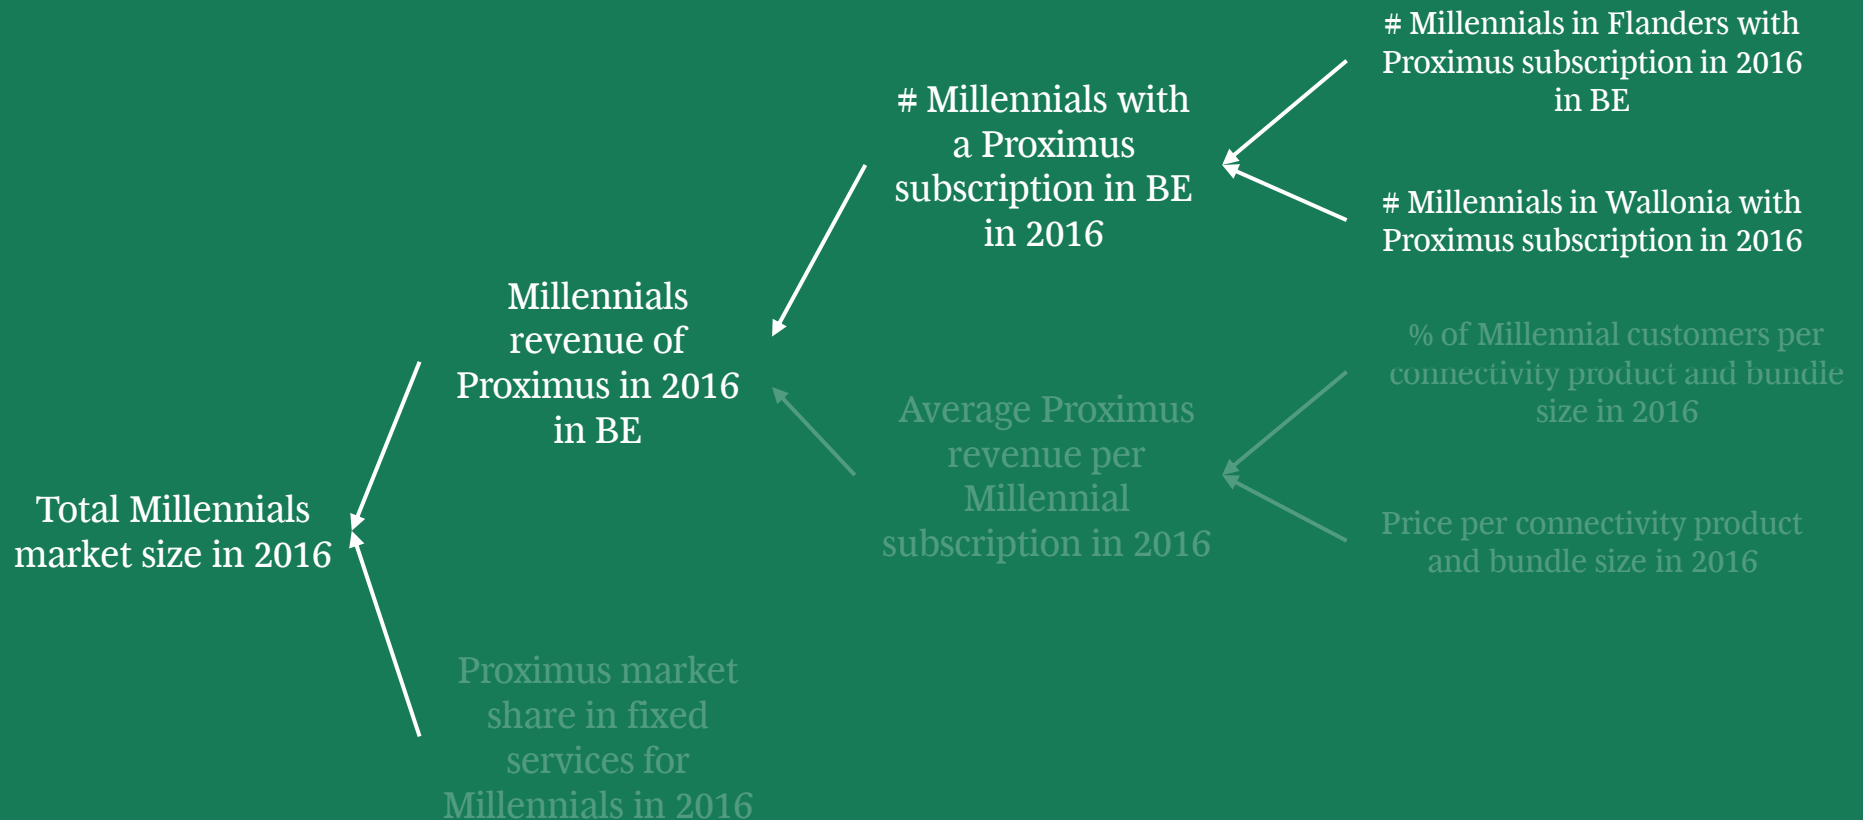 # Millennials in Flanders with
Proximus subscription in 2016
in BE
# Millennials with
a Proximus
subscription in BE
in 2016
# Millennials in Wallonia with
Proximus subscription in 2016
Millennials
revenue of
Proximus in 2016
in BE
% of Millennial customers per
connectivity product and bundle
size in 2016
Average Proximus
revenue per
Millennial
subscription in 2016
Total Millennials
market size in 2016
Price per connectivity product
and bundle size in 2016
Proximus market
share in fixed
services for
Millennials in 2016